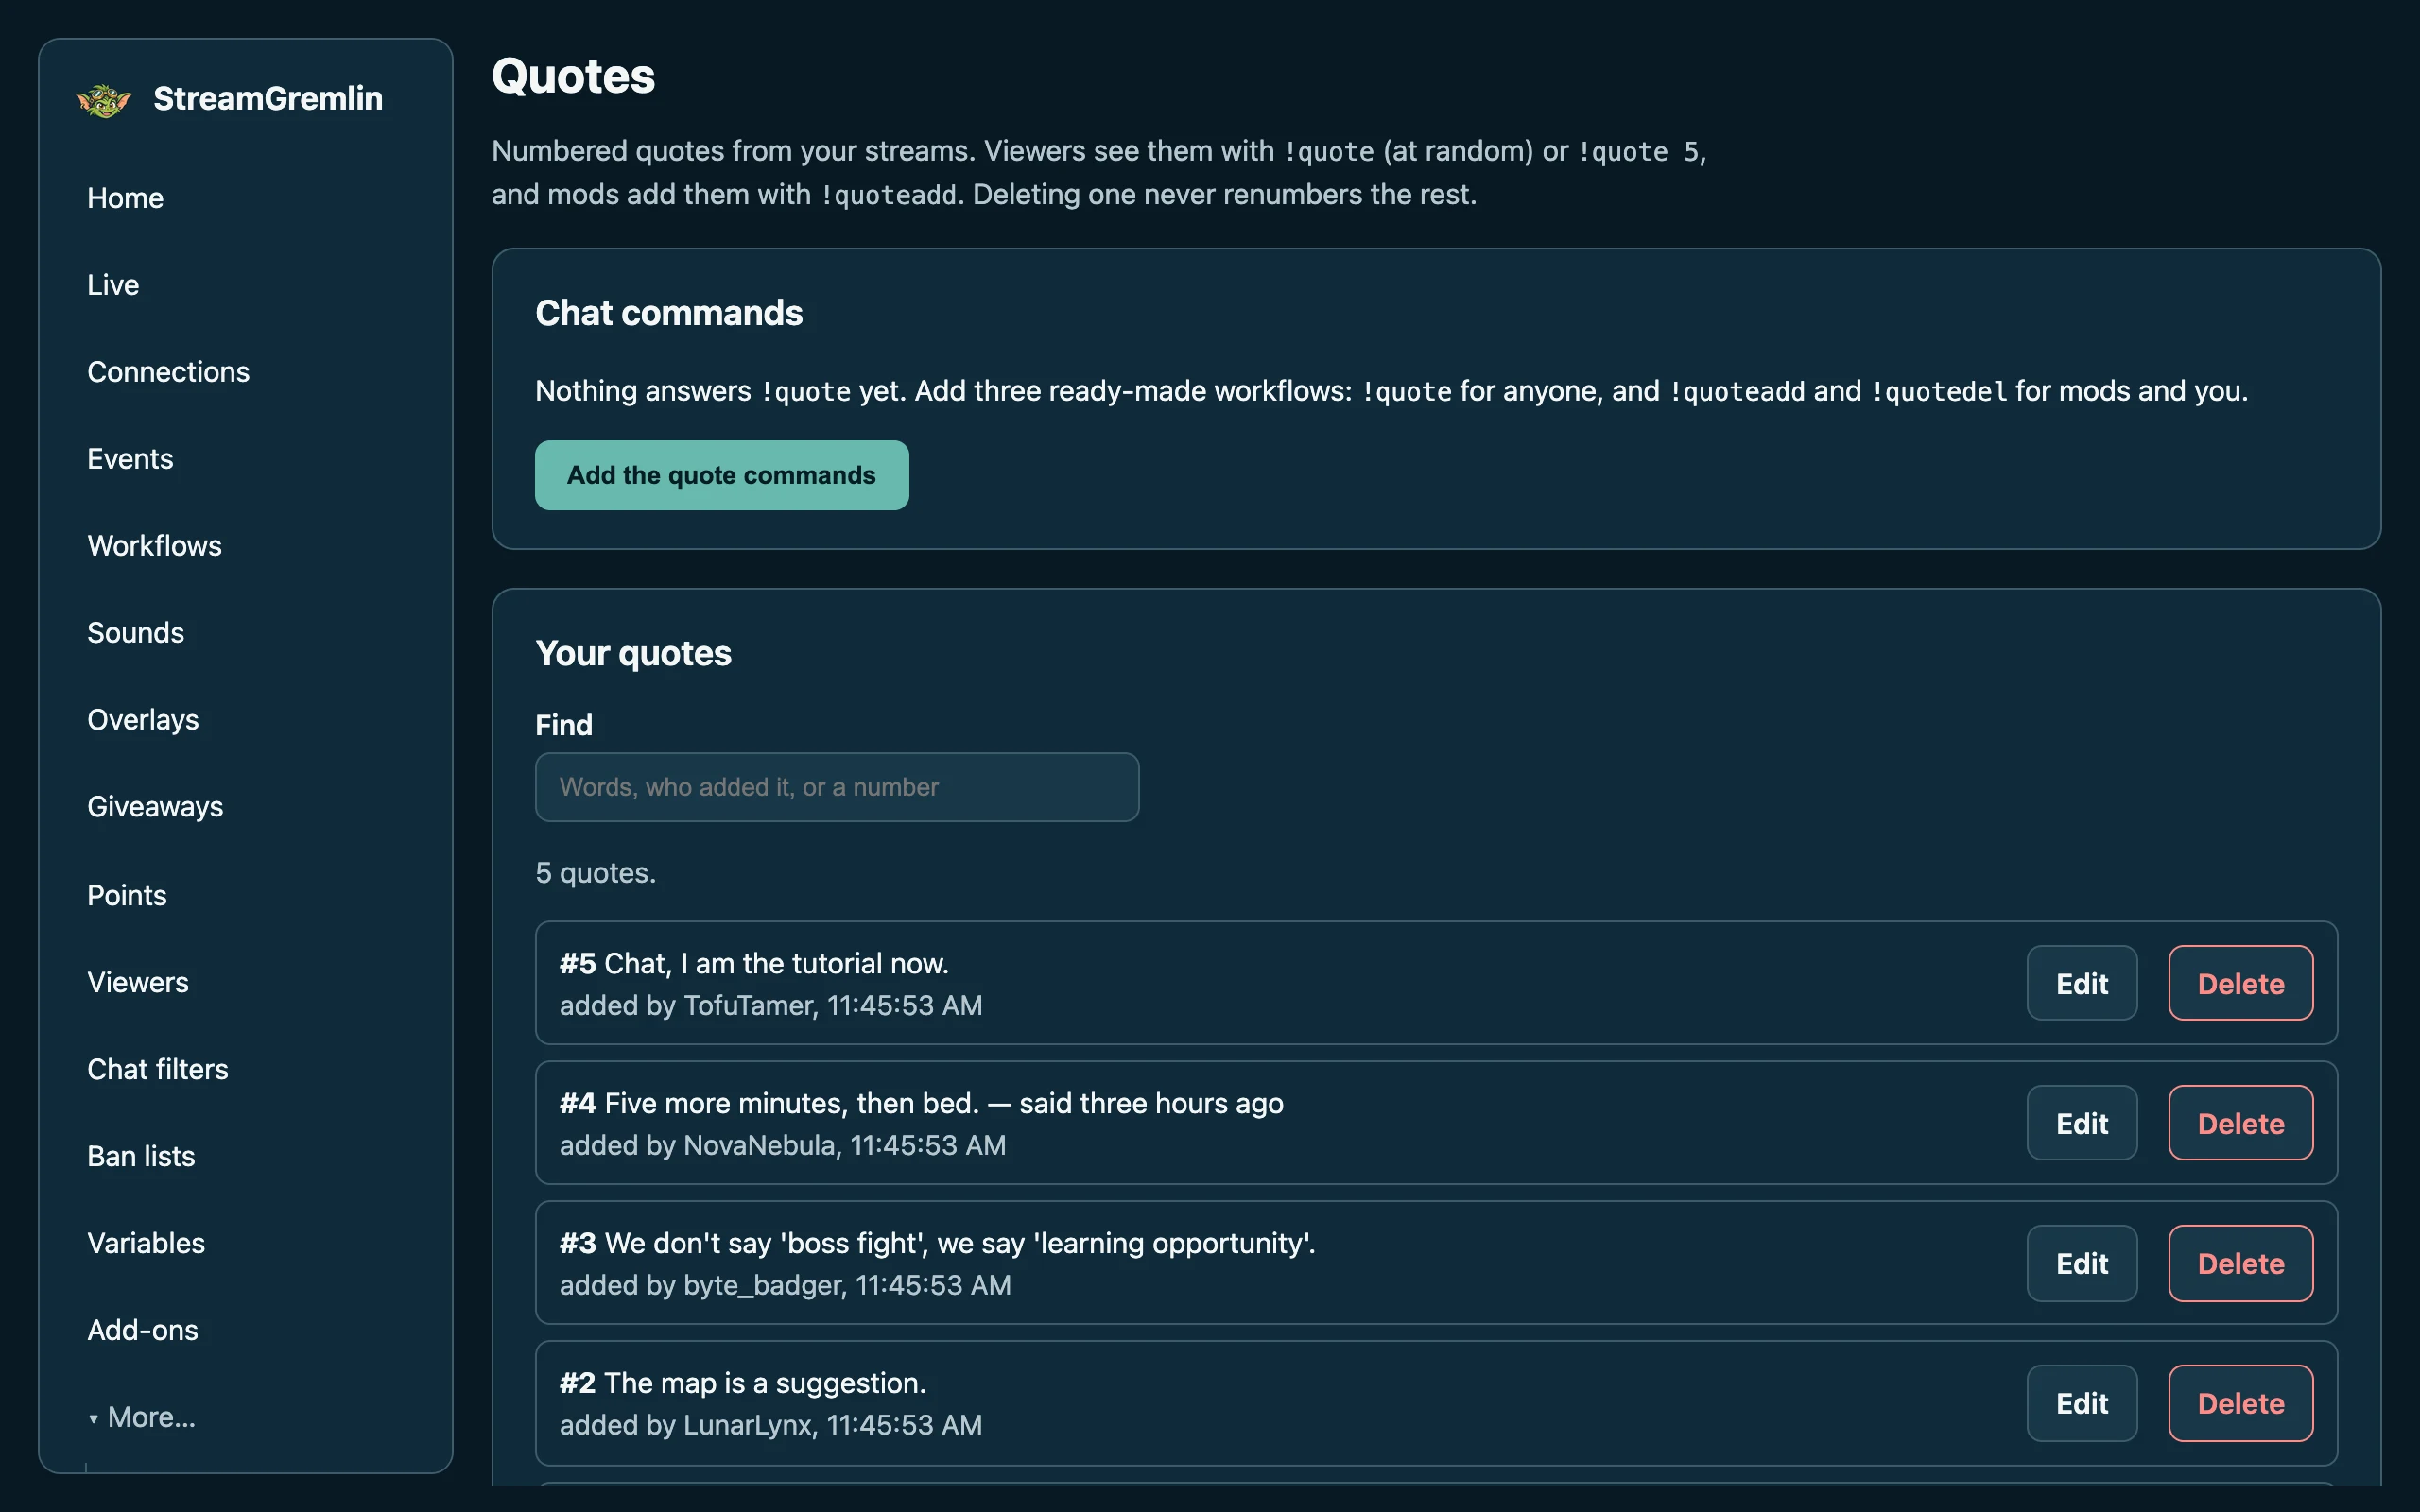 StreamGremlin
Home
Live
Connections
Events
Workflows
Sounds
Overlays
Giveaways
Points
Viewers
Chat filters
Ban lists
Variables
Add-ons
▾ More...
Quotes
Numbered quotes from your streams. Viewers see them with !quote (at random) or !quote 5,
and mods add them with !quoteadd. Deleting one never renumbers the rest.
Chat commands
Nothing answers !quote yet. Add three ready-made workflows: !quote for anyone, and !quoteadd and !quotedel for mods and you.
Add the quote commands
Your quotes
Find
Words, who added it, or a number
5 quotes.
#5 Chat, I am the tutorial now.
added by TofuTamer, 11:45:53 AM
Edit
Delete
#4 Five more minutes, then bed. — said three hours ago
added by NovaNebula, 11:45:53 AM
Edit
Delete
#3 We don't say 'boss fight', we say 'learning opportunity'.
added by byte_badger, 11:45:53 AM
Edit
Delete
#2 The map is a suggestion.
added by LunarLynx, 11:45:53 AM
Edit
Delete